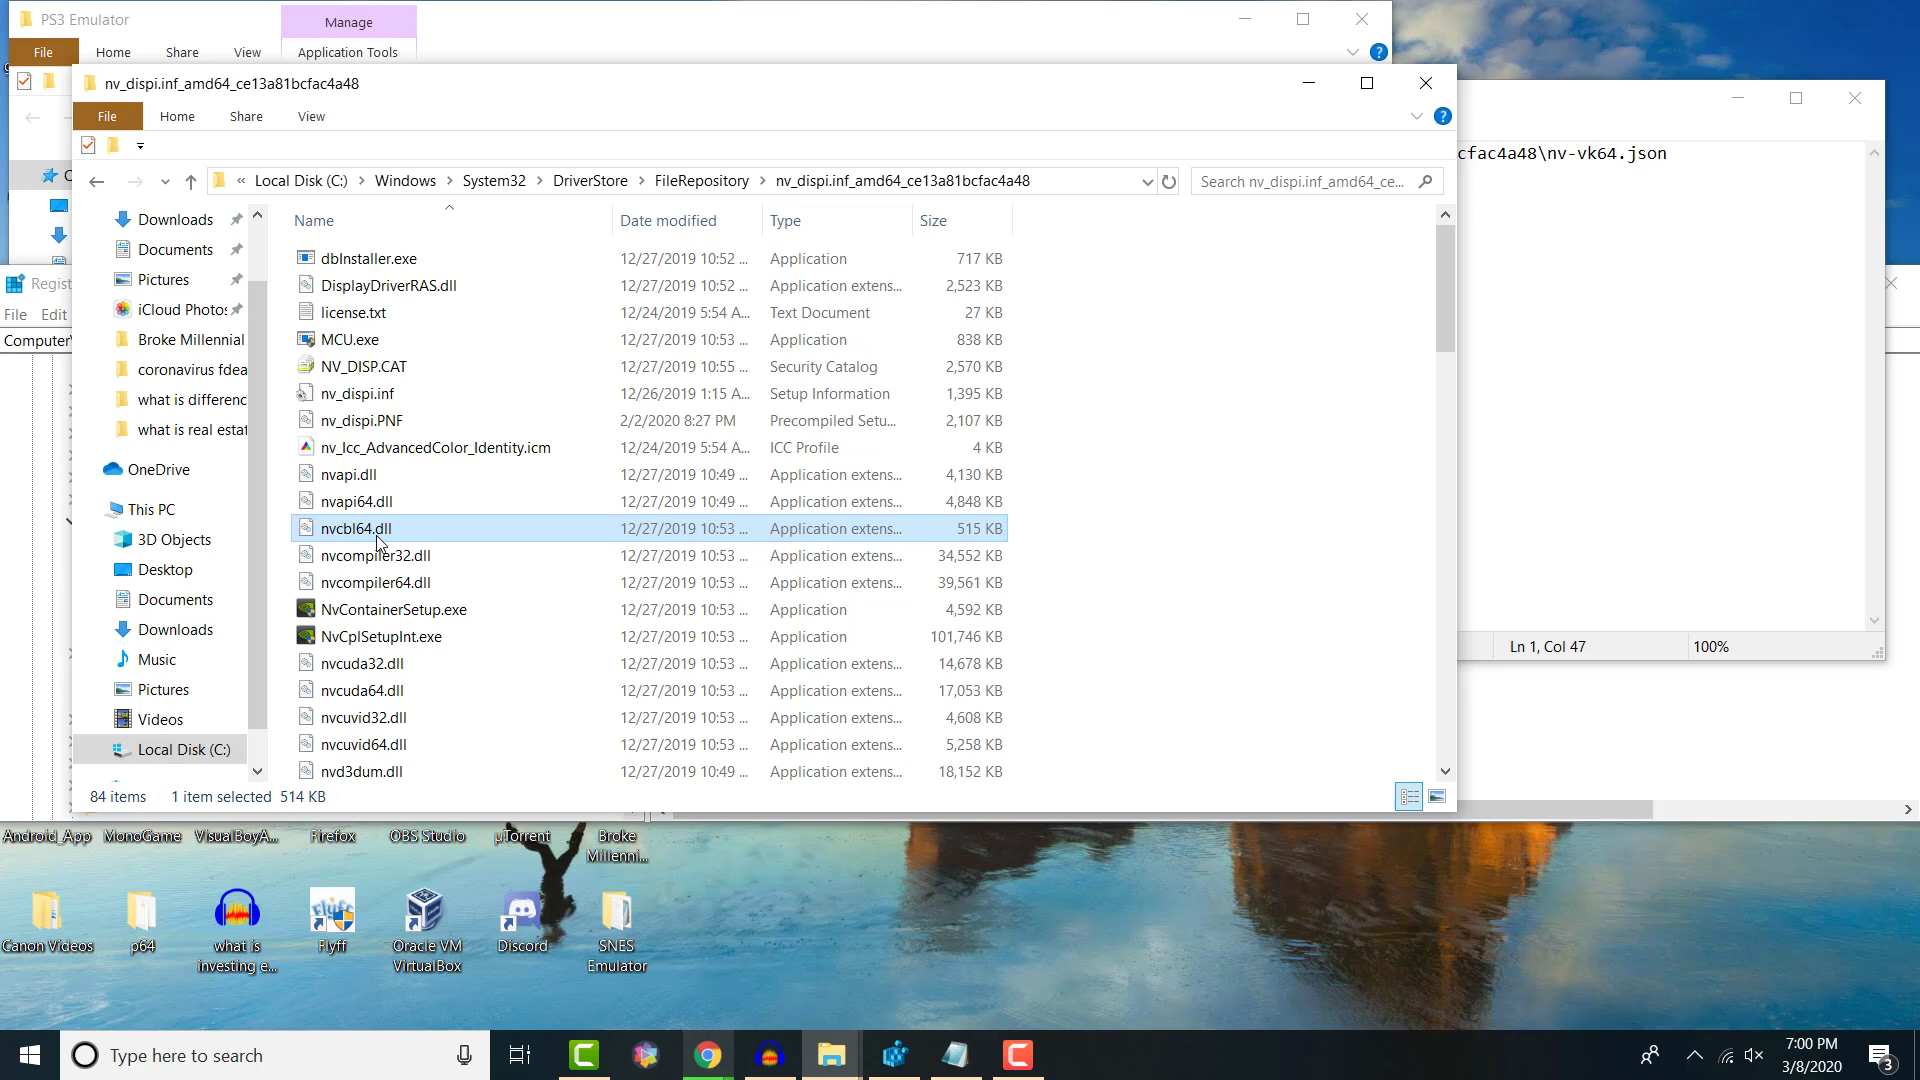 PS3 Emulator
Manage
File
Home
Share
View
Application Tools
nv_dispi.inf_amd64_ce13a81bcfac4a48
File
Home
Share
View
« Local Disk (C:) > Windows > System32 > DriverStore > FileRepository > nv_dispi.inf_amd64_ce13a81bcfac4a48
Search nv_dispi.inf_amd64_ce...
cfac4a48\nv-vk64.json
Name
Date modified
Type
Size
dbInstaller.exe 12/27/2019 10:52 ... Application 717 KB
DisplayDriverRAS.dll 12/27/2019 10:52 ... Application extens... 2,523 KB
license.txt 12/24/2019 5:54 A... Text Document 27 KB
MCU.exe 12/27/2019 10:53 ... Application 838 KB
NV_DISP.CAT 12/27/2019 10:55 ... Security Catalog 2,570 KB
nv_dispi.inf 12/26/2019 1:15 A... Setup Information 1,395 KB
nv_dispi.PNF 2/2/2020 8:27 PM Precompiled Setu... 2,107 KB
nv_Icc_AdvancedColor_Identity.icm 12/24/2019 5:54 A... ICC Profile 4 KB
nvapi.dll 12/27/2019 10:49 ... Application extens... 4,130 KB
nvapi64.dll 12/27/2019 10:49 ... Application extens... 4,848 KB
nvcbl64.dll 12/27/2019 10:53 ... Application extens... 515 KB
nvcompiler32.dll 12/27/2019 10:53 ... Application extens... 34,552 KB
nvcompiler64.dll 12/27/2019 10:53 ... Application extens... 39,561 KB
NvContainerSetup.exe 12/27/2019 10:53 ... Application 4,592 KB
NvCplSetupInt.exe 12/27/2019 10:53 ... Application 101,746 KB
nvcuda32.dll 12/27/2019 10:53 ... Application extens... 14,678 KB
nvcuda64.dll 12/27/2019 10:53 ... Application extens... 17,053 KB
nvcuvid32.dll 12/27/2019 10:53 ... Application extens... 4,608 KB
nvcuvid64.dll 12/27/2019 10:53 ... Application extens... 5,258 KB
nvd3dum.dll 12/27/2019 10:49 ... Application extens... 18,152 KB
Downloads
Documents
Pictures
iCloud Photos
Broke Millennial
coronavirus fdea
what is differenc
what is real estat
OneDrive
This PC
3D Objects
Desktop
Documents
Downloads
Music
Pictures
Videos
Local Disk (C:)
84 items 1 item selected 514 KB
Regist
File Edit
Computer\
Ln 1, Col 47
100%
Android_App
MonoGame
VisualBoyA...
Firefox
OBS Studio
µTorrent
Broke
Millenni...
Canon Videos
p64
what is
investing e...
Flyff
Flyff
Oracle VM
VirtualBox
Discord
SNES
Emulator
Type here to search
7:00 PM
3/8/2020
3